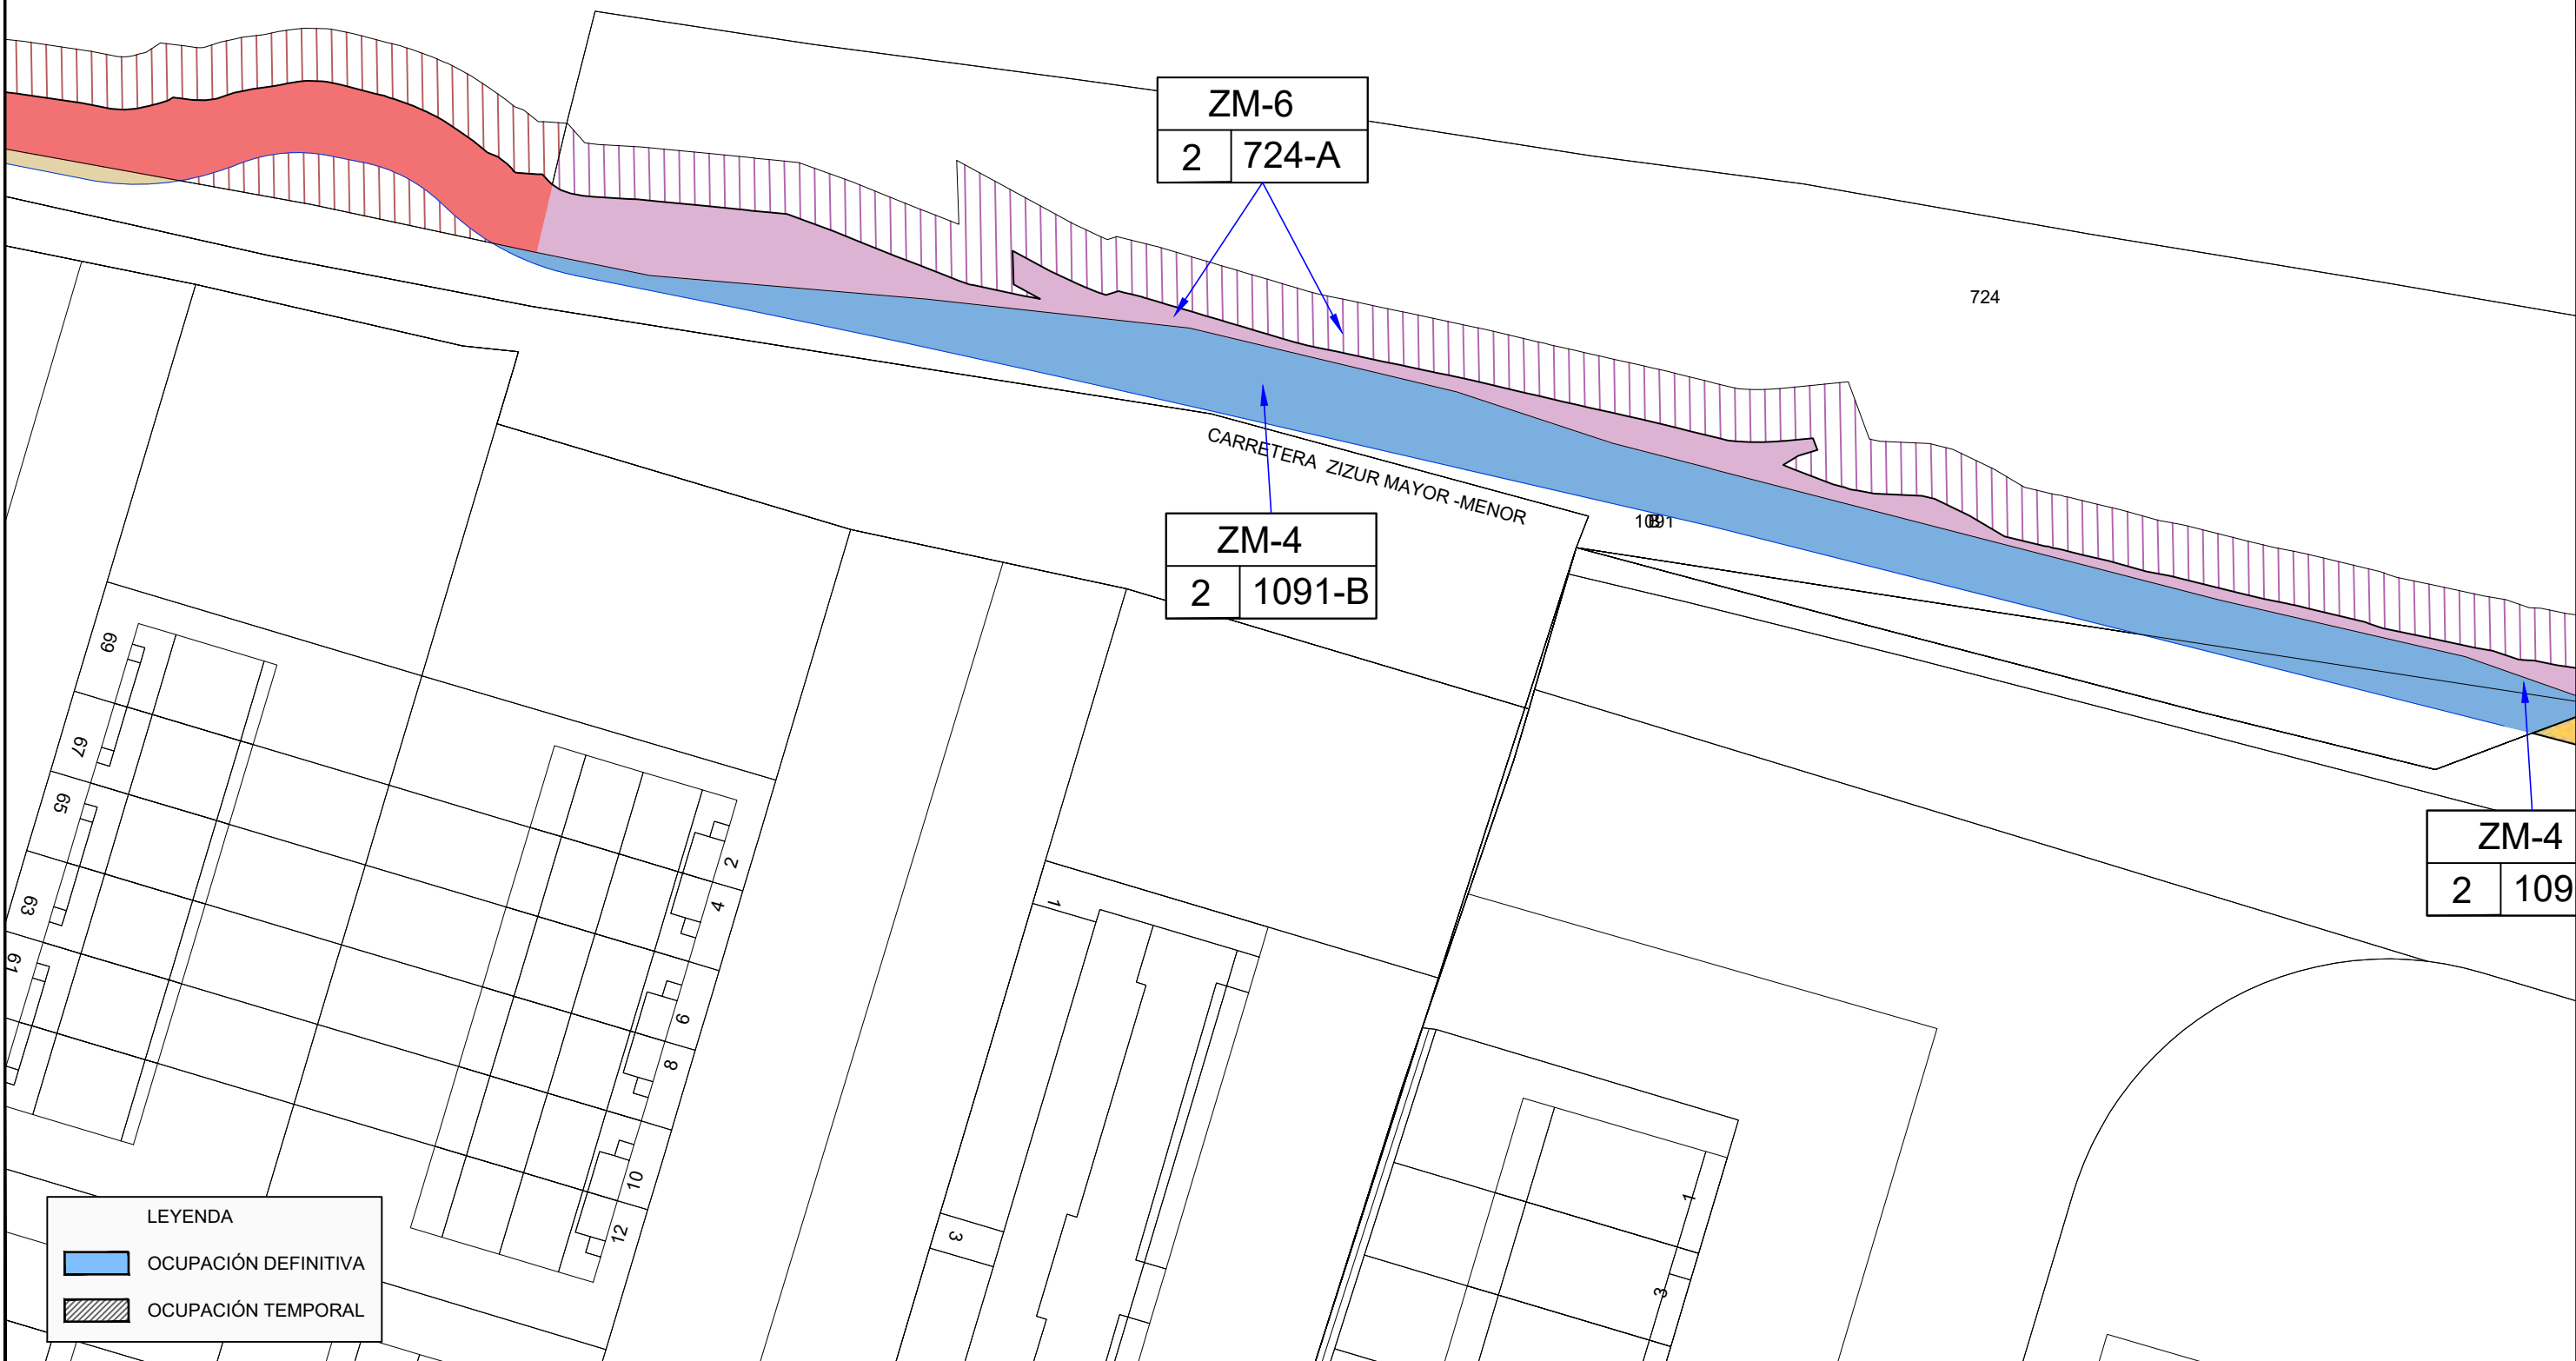 ZM-6
2 724-A
724
CARRETERA ZIZUR MAYOR -MENOR
1091
ZM-4
2 1091-B
69
67
65
63
61
2
4
6
8
10
12
1
3
1
3
ZM-4
2 109
LEYENDA
OCUPACIÓN DEFINITIVA
OCUPACIÓN TEMPORAL